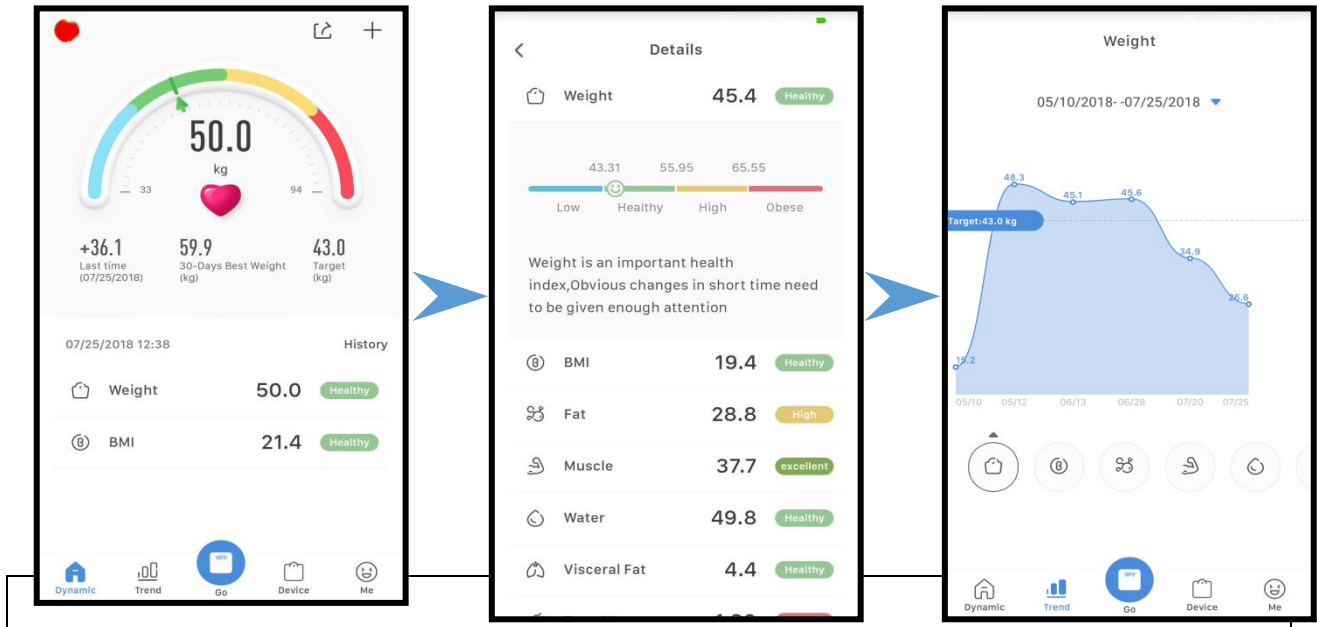 50.0
kg
33
94
+36.1
59.9
43.0
Last time
(07/25/2018)
30-Days Best Weight
(kg)
Target
(kg)
07/25/2018 12:38
History
Weight 50.0 Healthy
BMI 21.4 Healthy
Dynamic Trend Go Device Me
Details
Weight 45.4 Healthy
43.31 55.95 65.55
Low Healthy High Obese
Weight is an important health
index,Obvious changes in short time need
to be given enough attention
BMI 19.4 Healthy
Fat 28.8 High
Muscle 37.7 excellent
Water 49.8 Healthy
Visceral Fat 4.4 Healthy
Weight
05/10/2018- -07/25/2018
48.3
45.1
45.6
Target:43.0 kg
34.9
26.6
15.2
05/10 05/12 06/13 06/28 07/20 07/25
Dynamic Trend Go Device Me